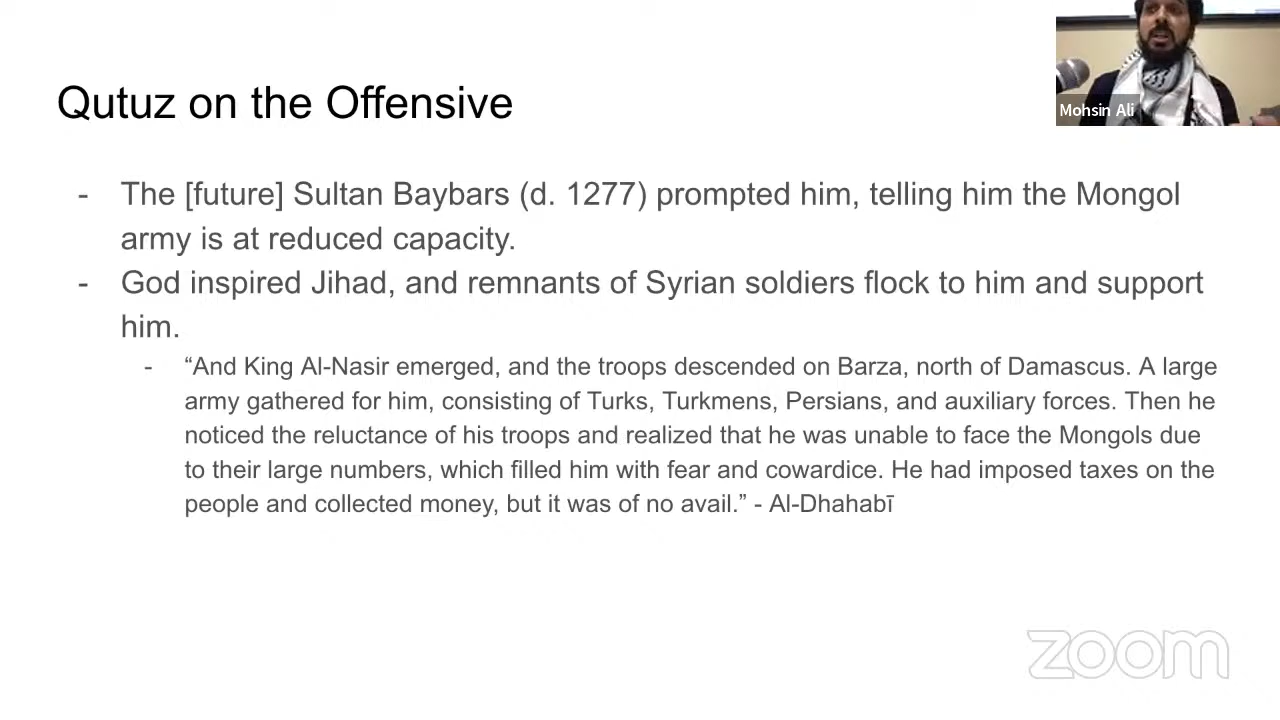 Qutuz on the Offensive
Mohsin Ali
- The [future] Sultan Baybars (d. 1277) prompted him, telling him the Mongol
army is at reduced capacity.
- God inspired Jihad, and remnants of Syrian soldiers flock to him and support
him.
- “And King Al-Nasir emerged, and the troops descended on Barza, north of Damascus. A large
army gathered for him, consisting of Turks, Turkmens, Persians, and auxiliary forces. Then he
noticed the reluctance of his troops and realized that he was unable to face the Mongols due
to their large numbers, which filled him with fear and cowardice. He had imposed taxes on the
people and collected money, but it was of no avail.” - Al-Dhahabī
zoom